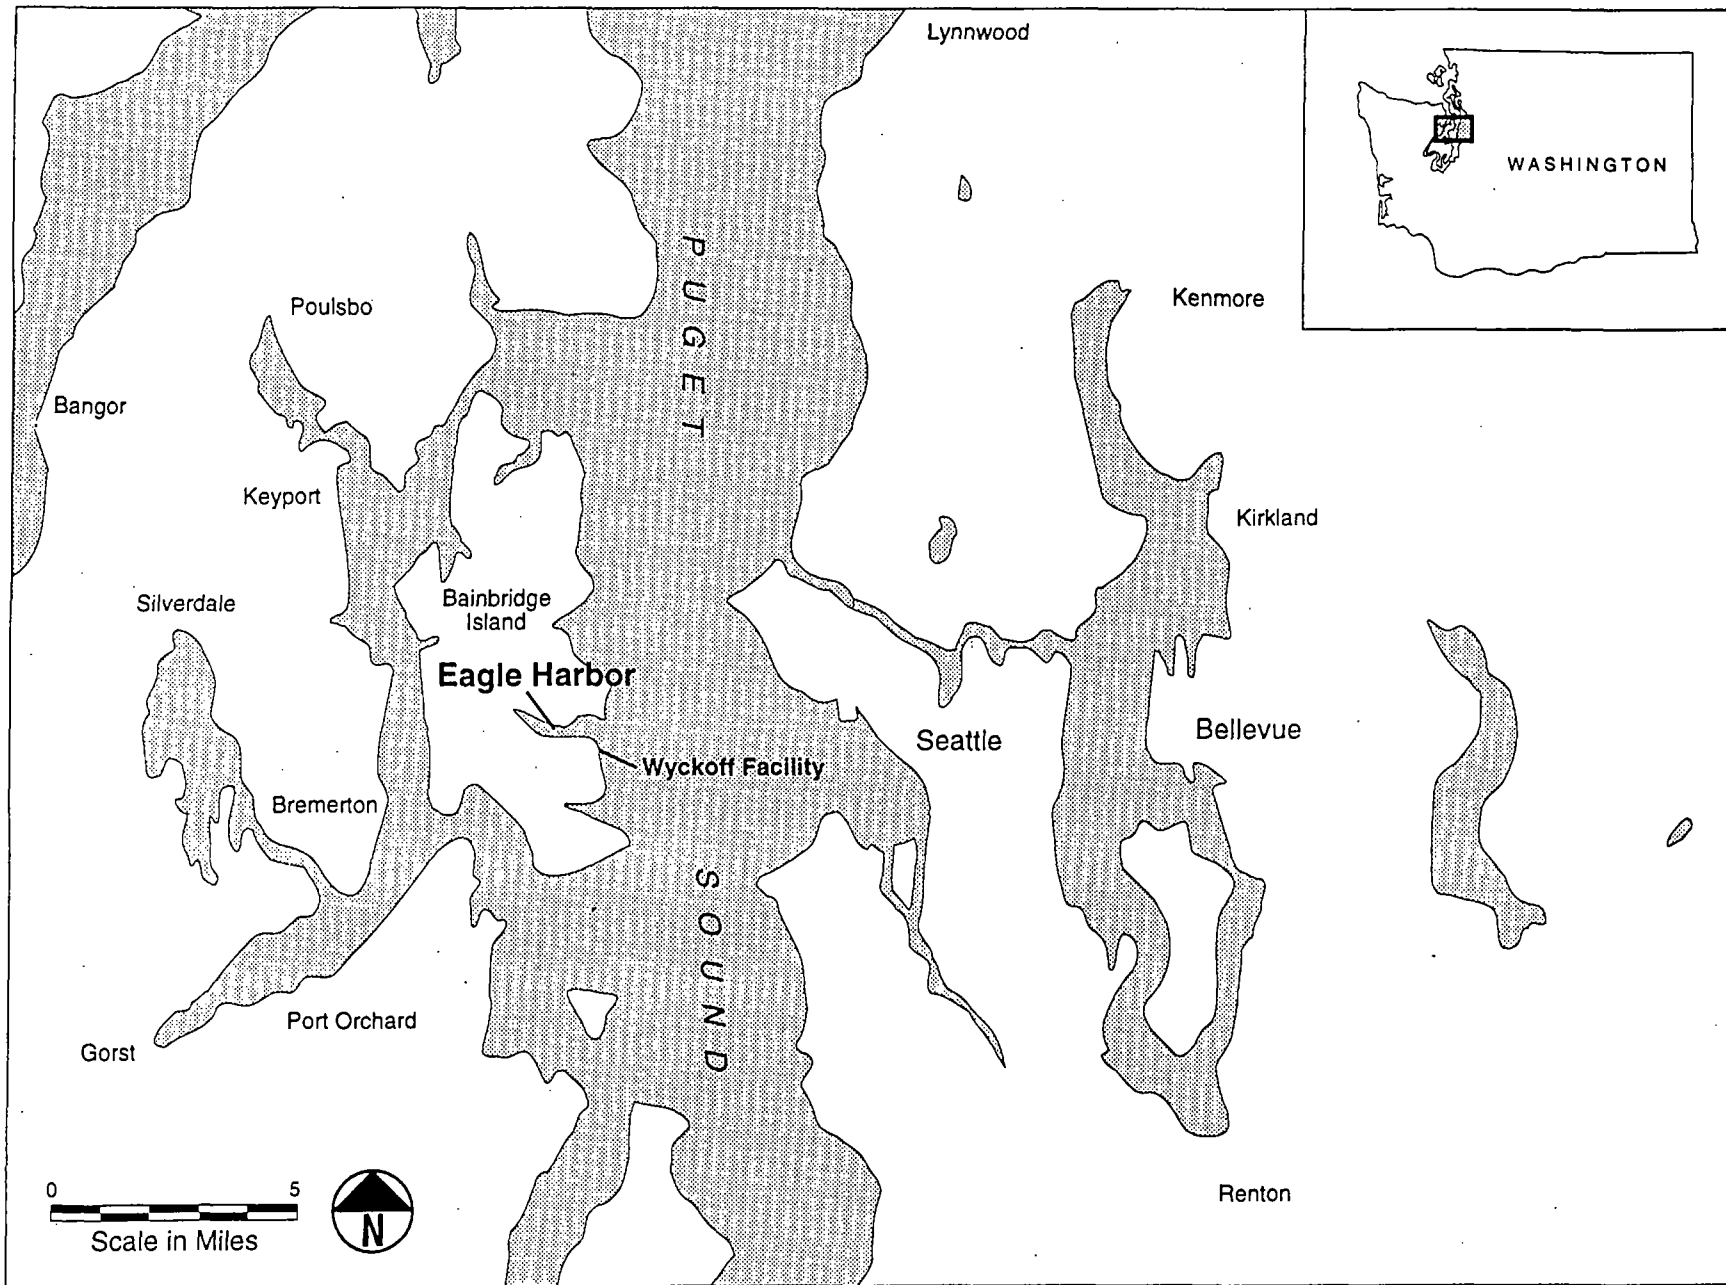 Lynnwood
WASHINGTON
PUGET
Poulsbo
Kenmore
Bangor
Keyport
Kirkland
Silverdale
Bainbridge
Island
Eagle Harbor
Seattle
Bellevue
Wyckoff Facility
Bremerton
SOUND
Port Orchard
Gorst
Renton
0 5
Scale in Miles
N